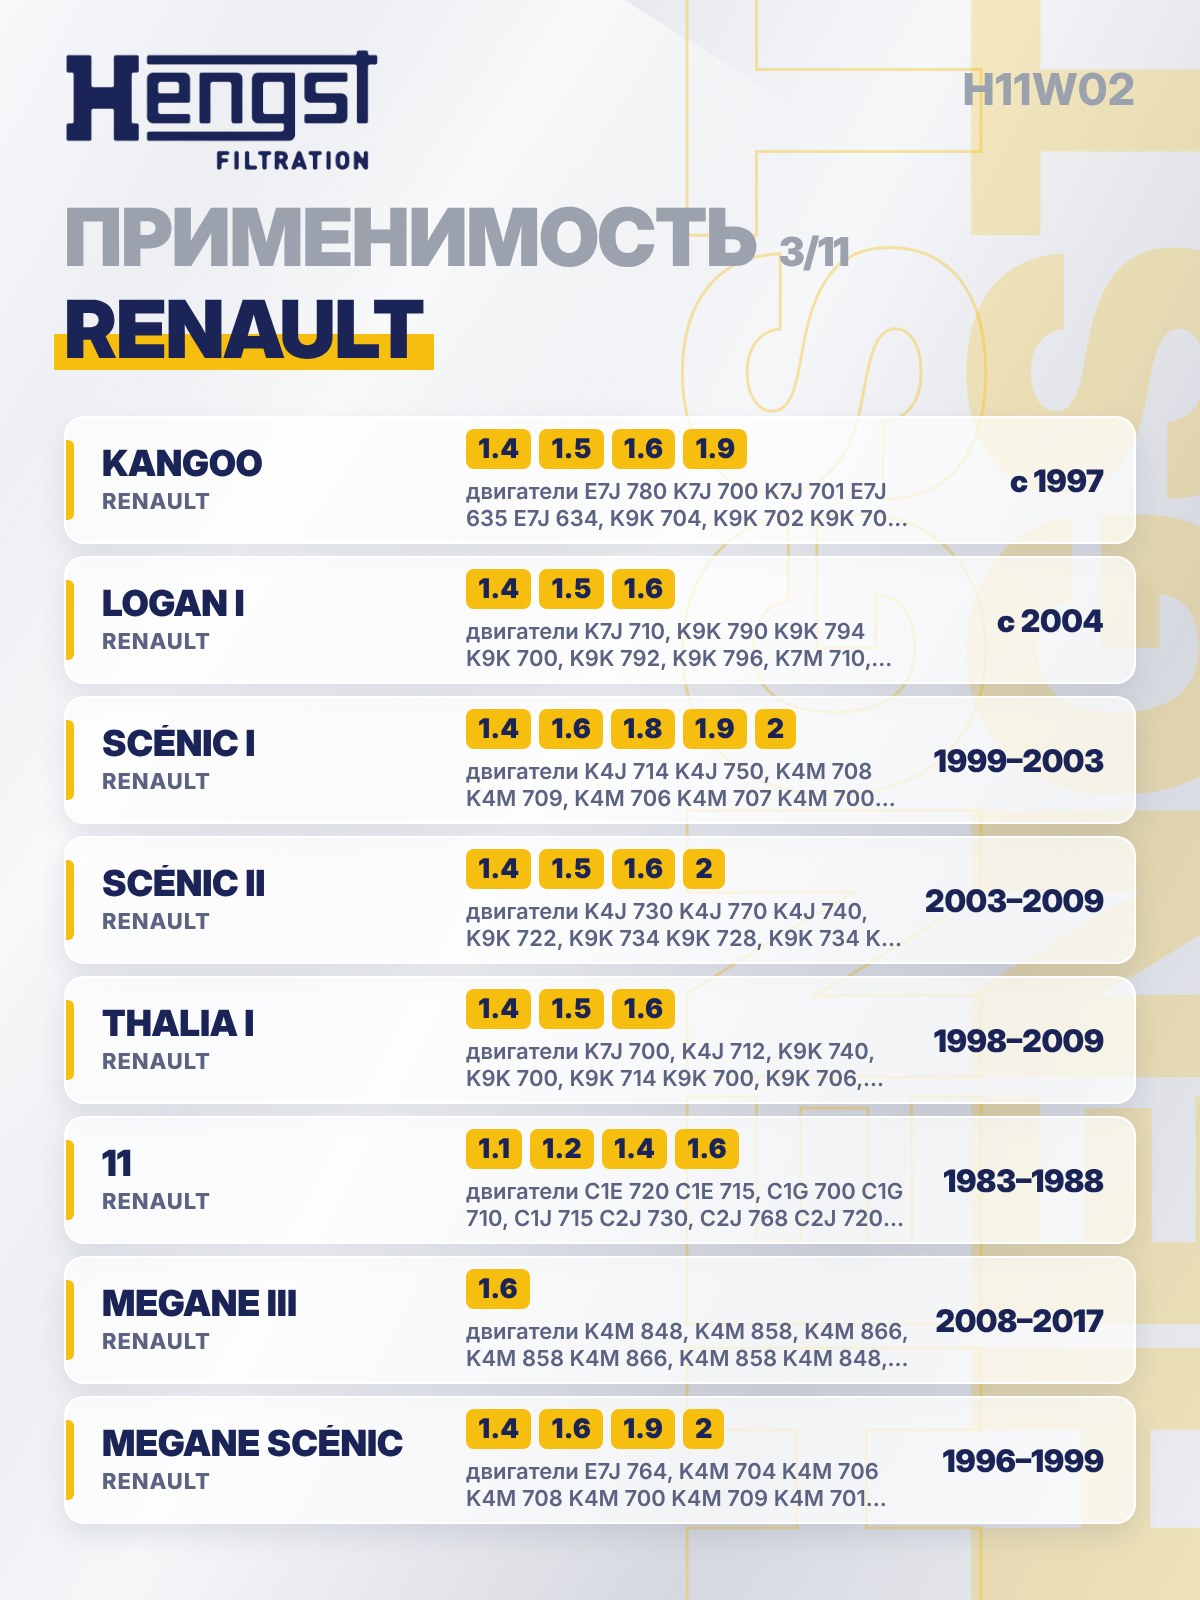 Hengst
FILTRATION
H11W02
ПРИМЕНИМОСТЬ 3/11
RENAULT
KANGOO
RENAULT
1.4 1.5 1.6 1.9
двигатели E7J 780 K7J 700 K7J 701 E7J
635 E7J 634, K9K 704, K9K 702 K9K 70...
с 1997
LOGAN I
RENAULT
1.4 1.5 1.6
двигатели K7J 710, K9K 790 K9K 794
K9K 700, K9K 792, K9K 796, K7M 710,...
с 2004
SCÉNIC I
RENAULT
1.4 1.6 1.8 1.9 2
двигатели K4J 714 K4J 750, K4M 708
K4M 709, K4M 706 K4M 707 K4M 700...
1999–2003
SCÉNIC II
RENAULT
1.4 1.5 1.6 2
двигатели K4J 730 K4J 770 K4J 740,
K9K 722, K9K 734 K9K 728, K9K 734 K...
2003–2009
THALIA I
RENAULT
1.4 1.5 1.6
двигатели K7J 700, K4J 712, K9K 740,
K9K 700, K9K 714 K9K 700, K9K 706,...
1998–2009
11
RENAULT
1.1 1.2 1.4 1.6
двигатели C1E 720 C1E 715, C1G 700 C1G
710, C1J 715 C2J 730, C2J 768 C2J 720...
1983–1988
MEGANE III
RENAULT
1.6
двигатели K4M 848, K4M 858, K4M 866,
K4M 858 K4M 866, K4M 858 K4M 848,...
2008–2017
MEGANE SCÉNIC
RENAULT
1.4 1.6 1.9 2
двигатели E7J 764, K4M 704 K4M 706
K4M 708 K4M 700 K4M 709 K4M 701...
1996–1999
HENGST